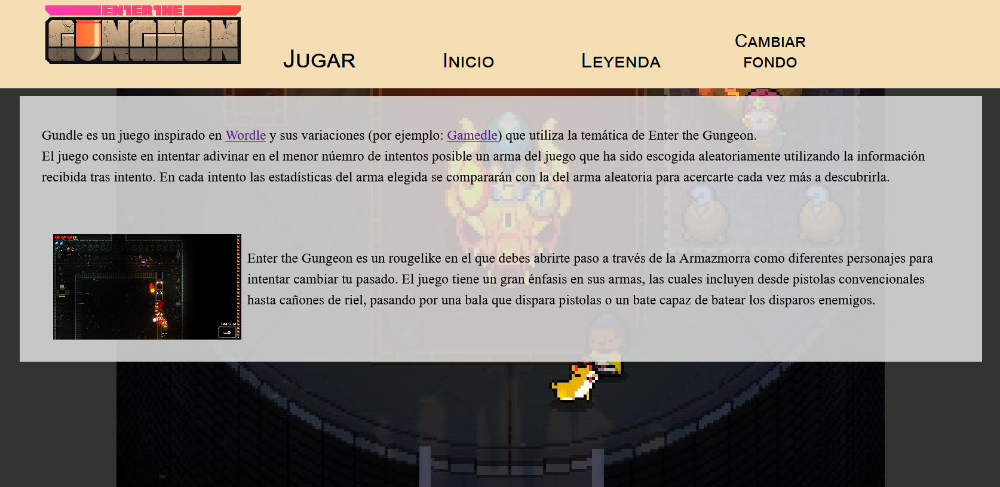 ENTER THE
GUNGEON
JUGAR
INICIO
LEYENDA
CAMBIAR
FONDO
Gundle es un juego inspirado en Wordle y sus variaciones (por ejemplo: Gamedle) que utiliza la temática de Enter the Gungeon.
El juego consiste en intentar adivinar en el menor núemro de intentos posible un arma del juego que ha sido escogida aleatoriamente utilizando la información
recibida tras intento. En cada intento las estadísticas del arma elegida se compararán con la del arma aleatoria para acercarte cada vez más a descubrirla.
Enter the Gungeon es un rougelike en el que debes abrirte paso a través de la Armazmorra como diferentes personajes para
intentar cambiar tu pasado. El juego tiene un gran énfasis en sus armas, las cuales incluyen desde pistolas convencionales
hasta cañones de riel, pasando por una bala que dispara pistolas o un bate capaz de batear los disparos enemigos.